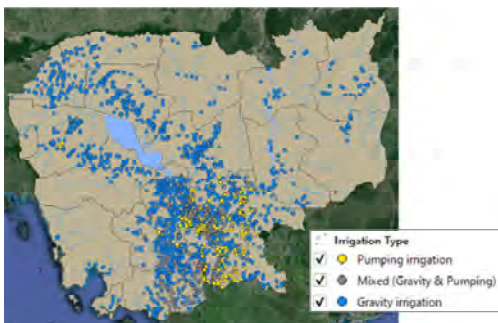 Irrigation Type
Pumping irrigation
Mixed (Gravity & Pumping)
Gravity irrigation